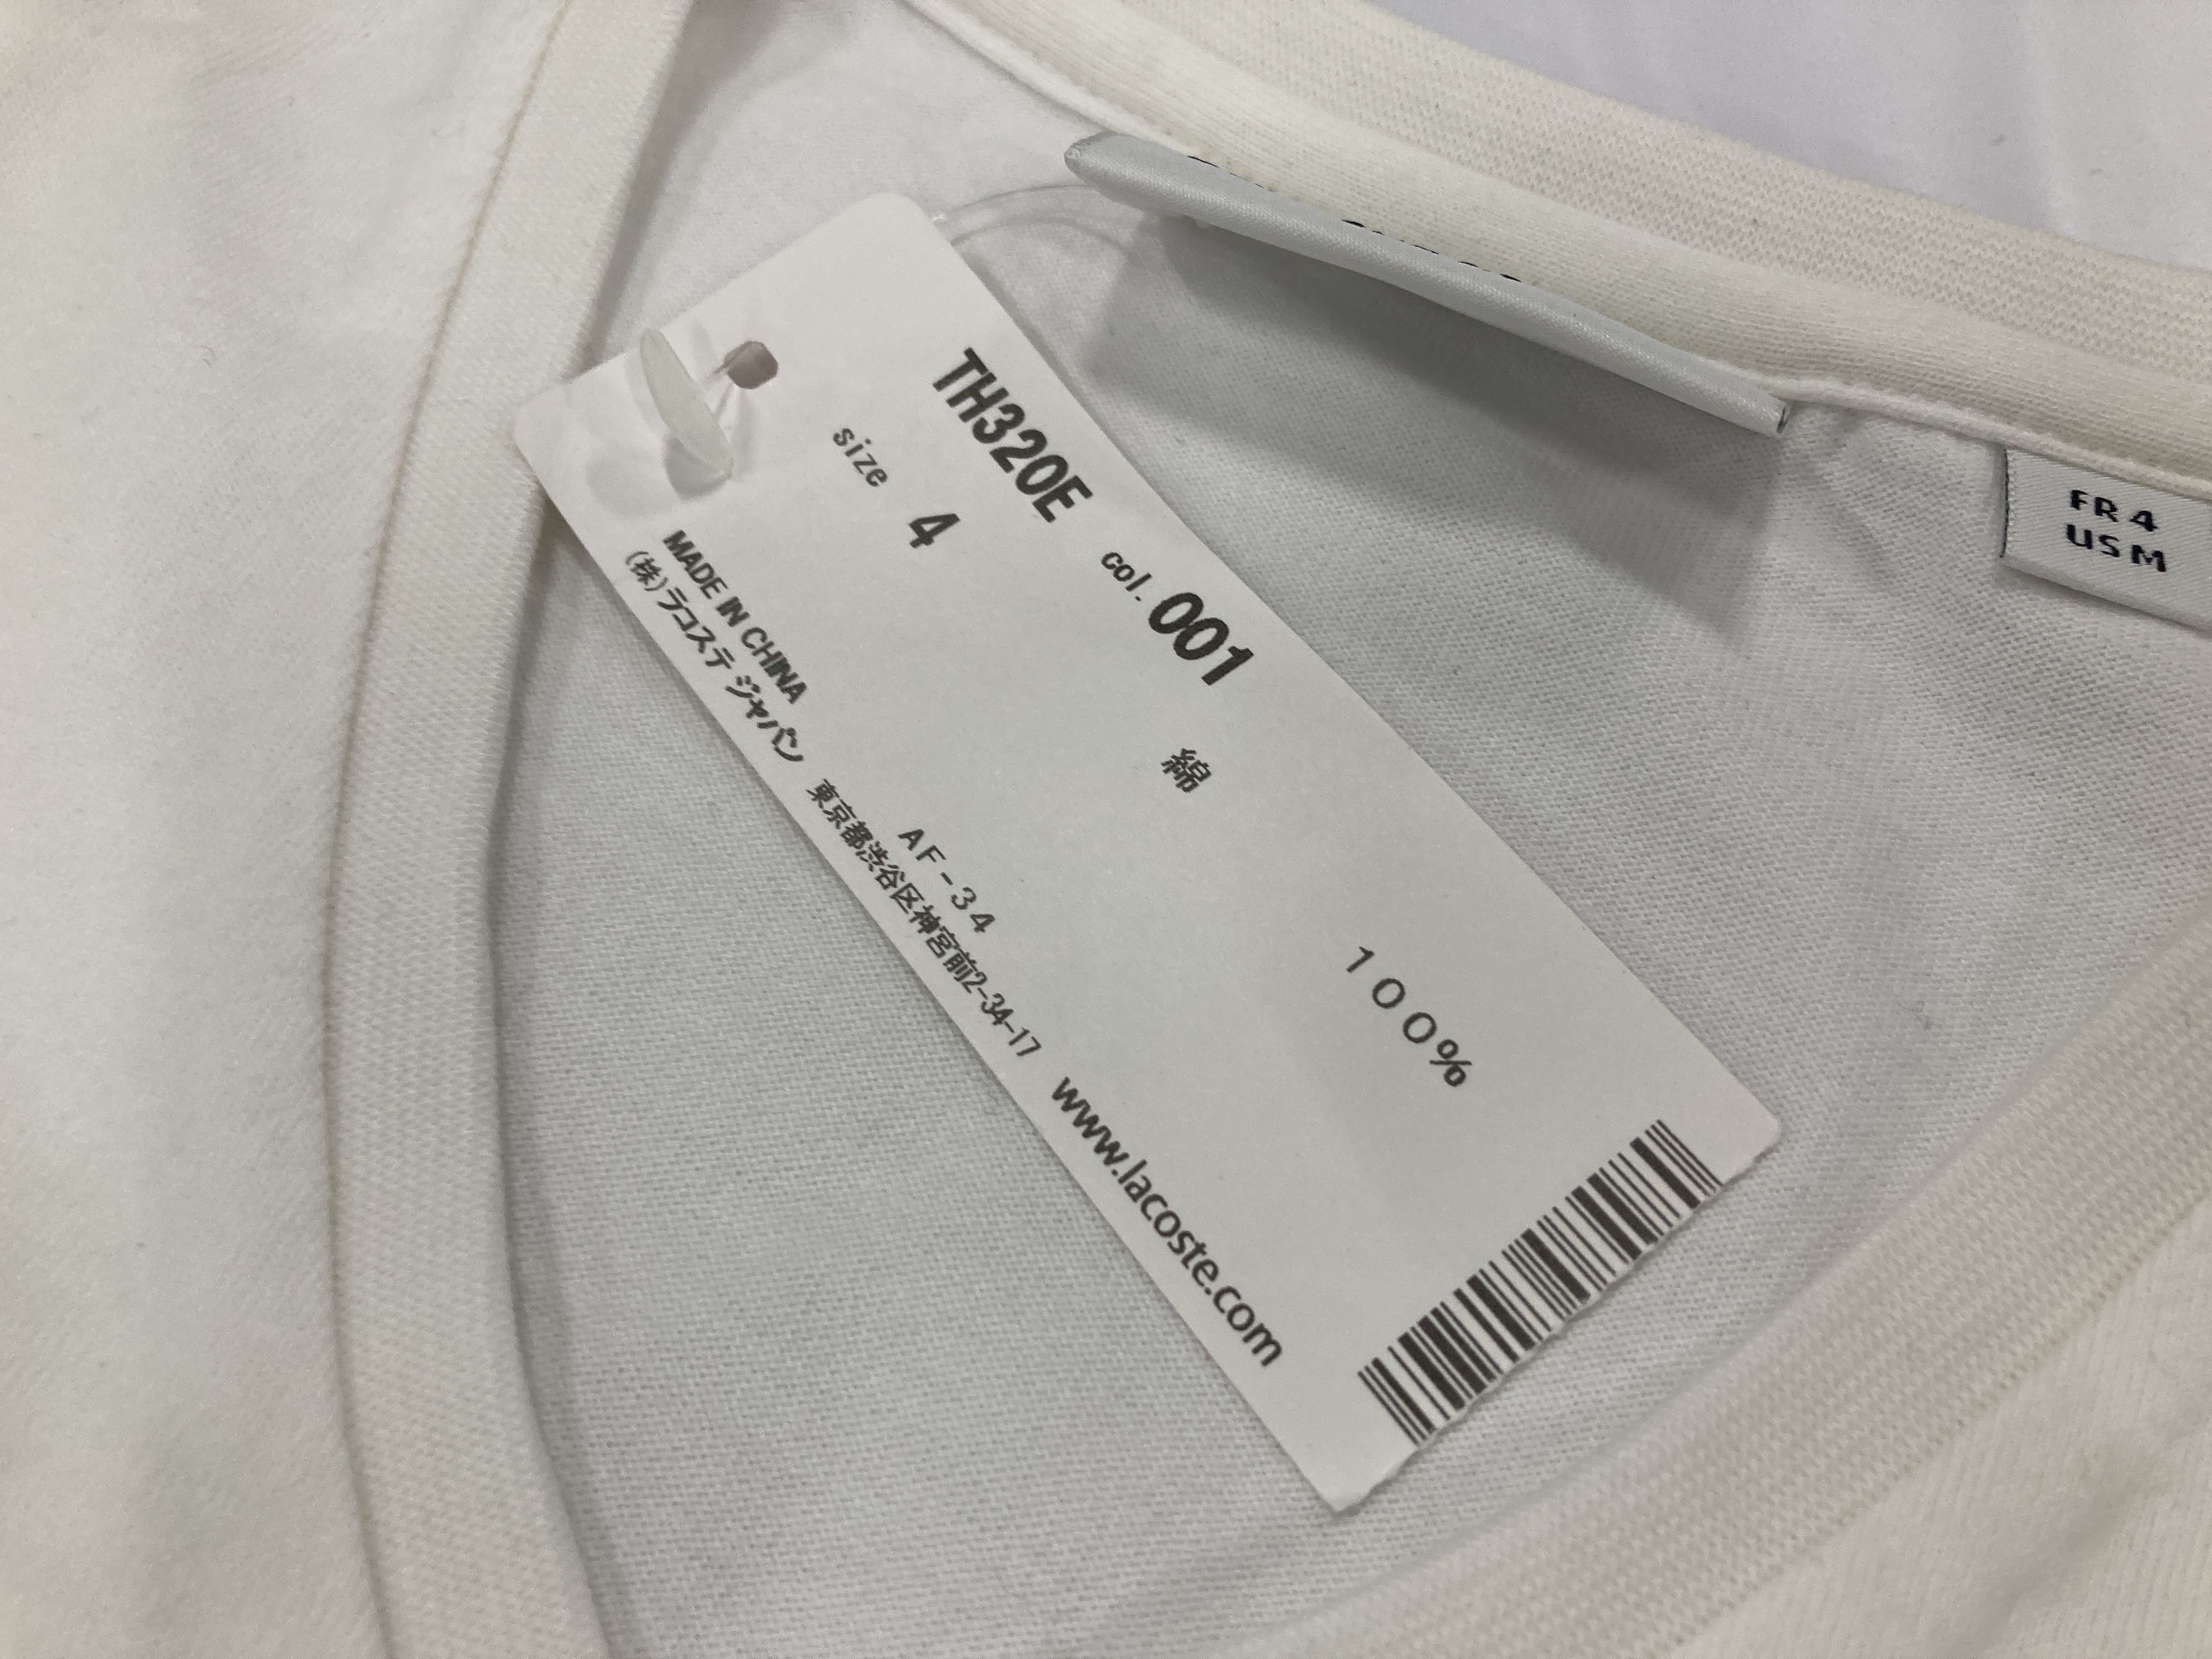 TH320E col. 001
size 4
綿 １００%
AF-34
MADE IN CHINA
(株)ラコステ ジャパン 東京都渋谷区神宮前2-34-17 www.lacoste.com
FR 4
US M